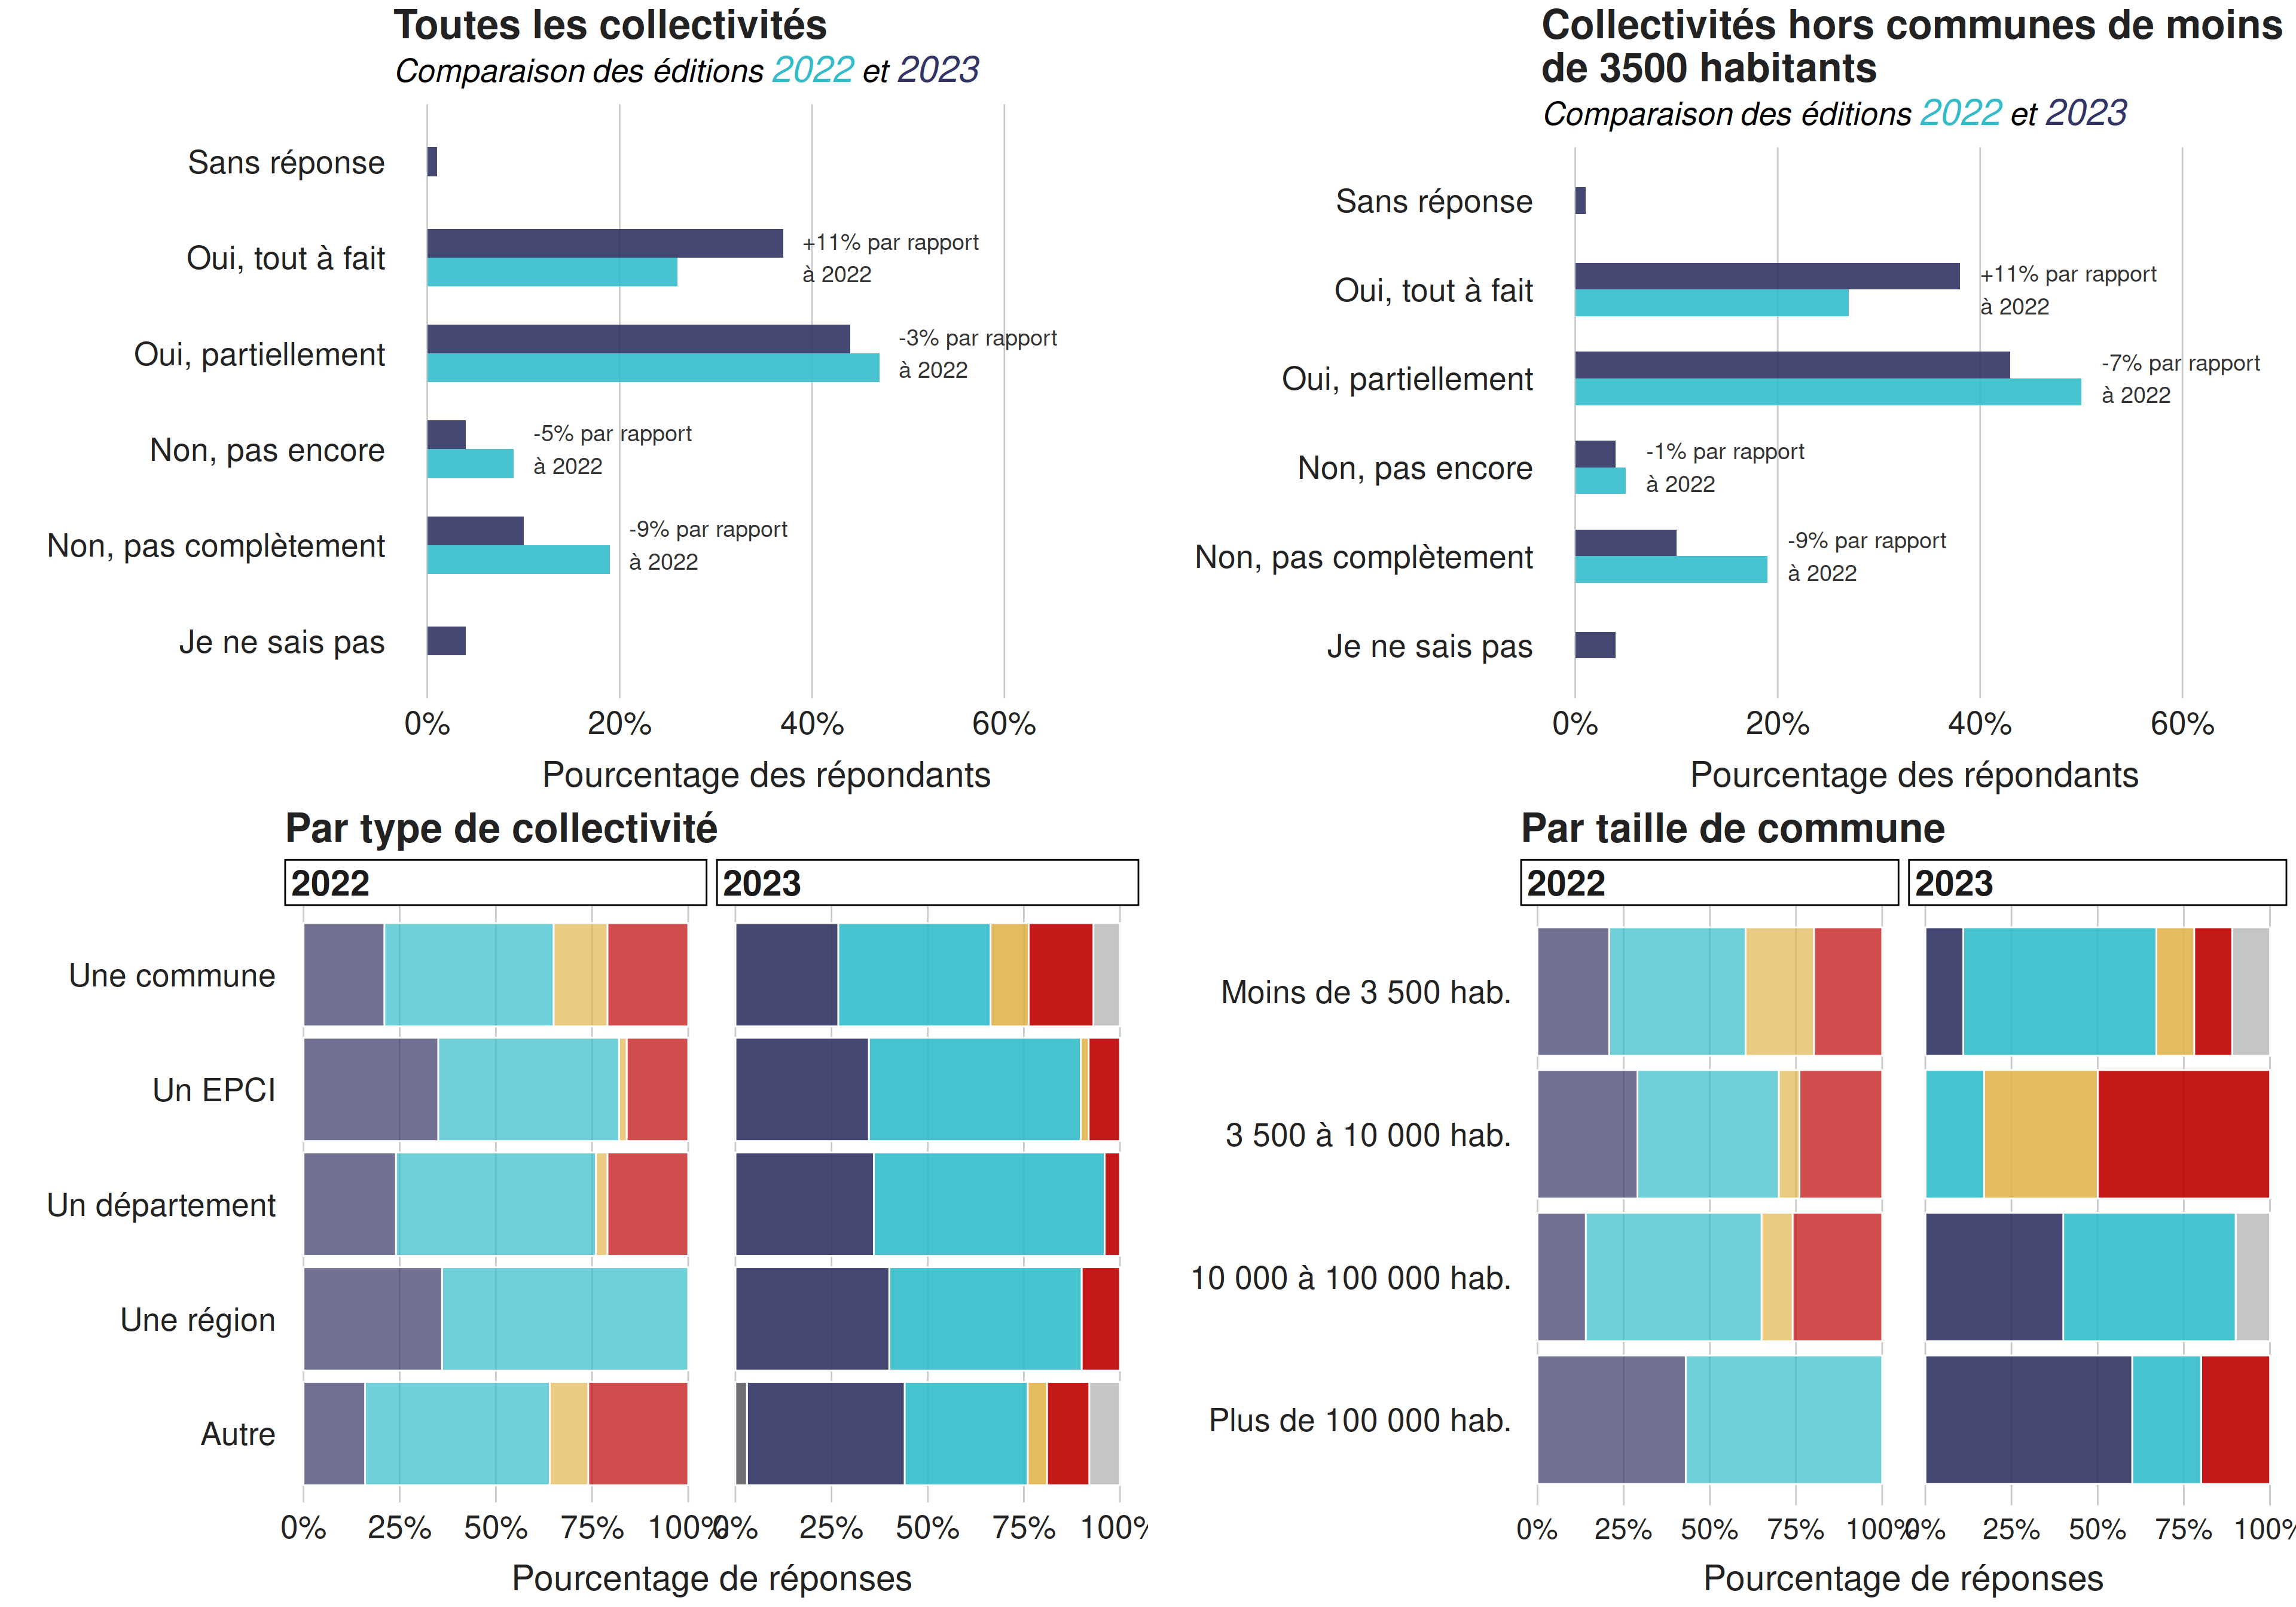 Toutes les collectivités
Comparaison des éditions 2022 et 2023
Sans réponse
Oui, tout à fait
+11% par rapport
à 2022
Oui, partiellement
-3% par rapport
à 2022
Non, pas encore
-5% par rapport
à 2022
Non, pas complètement
-9% par rapport
à 2022
Je ne sais pas
0% 20% 40% 60%
Pourcentage des répondants
Collectivités hors communes de moins
de 3500 habitants
Comparaison des éditions 2022 et 2023
Sans réponse
Oui, tout à fait
+11% par rapport
à 2022
Oui, partiellement
-7% par rapport
à 2022
Non, pas encore
-1% par rapport
à 2022
Non, pas complètement
-9% par rapport
à 2022
Je ne sais pas
0% 20% 40% 60%
Pourcentage des répondants
Par type de collectivité
2022 2023
Une commune
Un EPCI
Un département
Une région
Autre
0% 25% 50% 75% 100% 0% 25% 50% 75% 100%
Pourcentage de réponses
Par taille de commune
2022 2023
Moins de 3 500 hab.
3 500 à 10 000 hab.
10 000 à 100 000 hab.
Plus de 100 000 hab.
0% 25% 50% 75% 100% 0% 25% 50% 75% 100%
Pourcentage de réponses